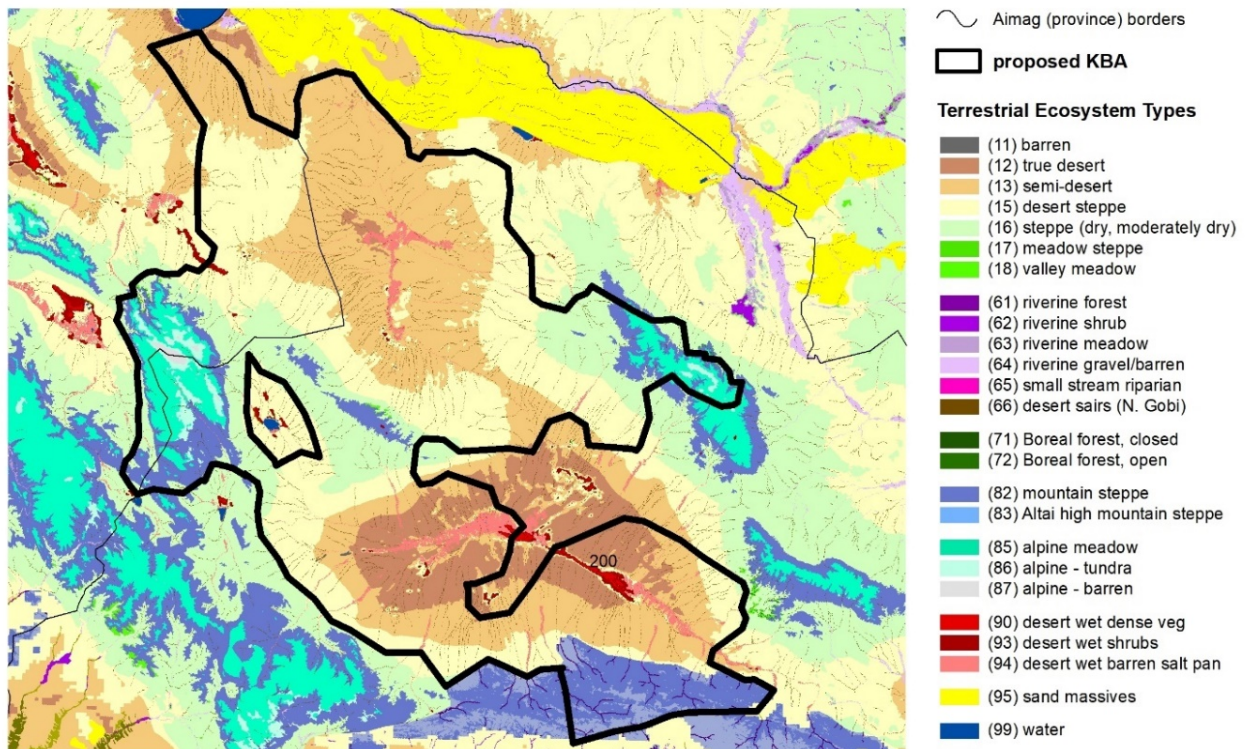 Aimag (province) borders
proposed KBA
Terrestrial Ecosystem Types
(11) barren
(12) true desert
(13) semi-desert
(15) desert steppe
(16) steppe (dry, moderately dry)
(17) meadow steppe
(18) valley meadow
(61) riverine forest
(62) riverine shrub
(63) riverine meadow
(64) riverine gravel/barren
(65) small stream riparian
(66) desert sairs (N. Gobi)
(71) Boreal forest, closed
(72) Boreal forest, open
(82) mountain steppe
(83) Altai high mountain steppe
(85) alpine meadow
(86) alpine - tundra
(87) alpine - barren
(90) desert wet dense veg
(93) desert wet shrubs
(94) desert wet barren salt pan
(95) sand massives
(99) water
200